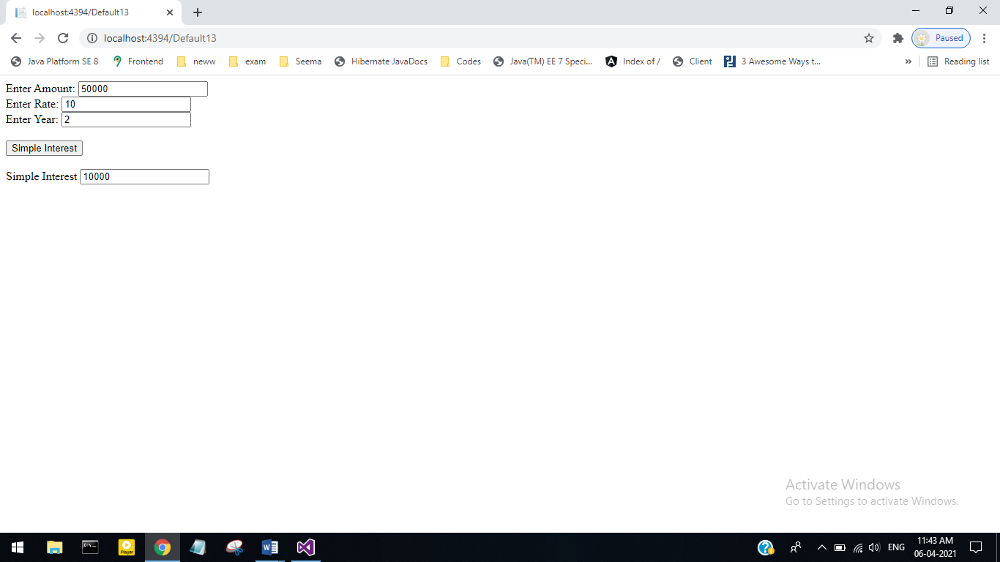 localhost:4394/Default13
localhost:4394/Default13
Paused
Java Platform SE 8 Frontend neww exam Seema Hibernate JavaDocs Codes Java(TM) EE 7 Speci... Index of / Client 3 Awesome Ways t... » Reading list
Enter Amount: 50000
Enter Rate: 10
Enter Year: 2
Simple Interest
Simple Interest 10000
Activate Windows
Go to Settings to activate Windows.
Player
ENG
11:43 AM
06-04-2021